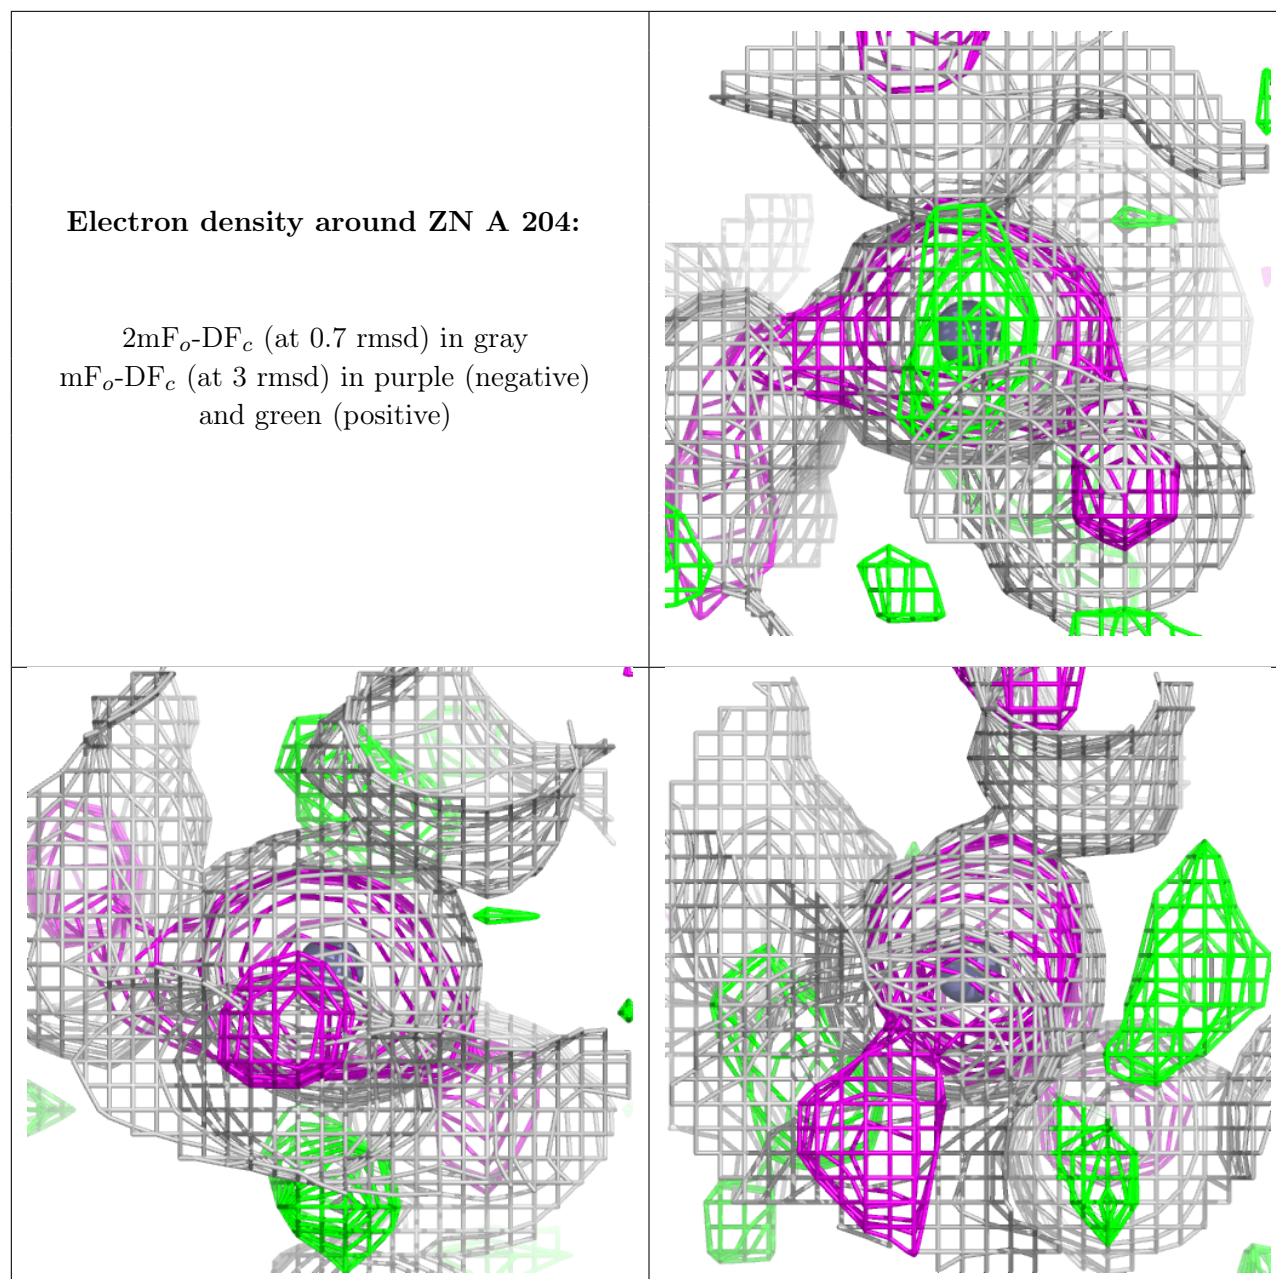 Electron density around ZN A 204:
2mFo-DFc (at 0.7 rmsd) in gray
mFo-DFc (at 3 rmsd) in purple (negative)
and green (positive)